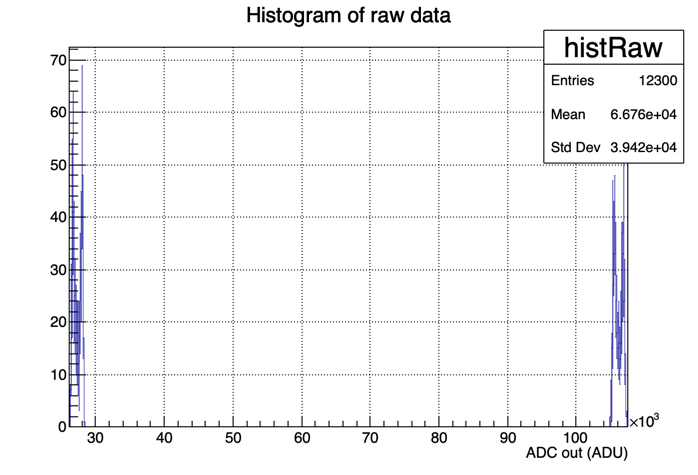 Histogram of raw data
histRaw
Entries 12300
Mean 6.676e+04
Std Dev 3.942e+04
70
60
50
40
30
20
10
0
30 40 50 60 70 80 90 100
×10³
ADC out (ADU)